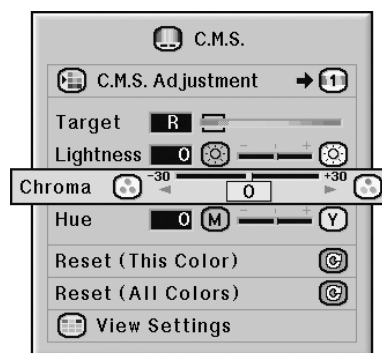 C.M.S.
C.M.S. Adjustment 1
Target R
Lightness 0 - +
Chroma -30 0 +30
Hue 0 M - + Y
Reset (This Color)
Reset (All Colors)
View Settings